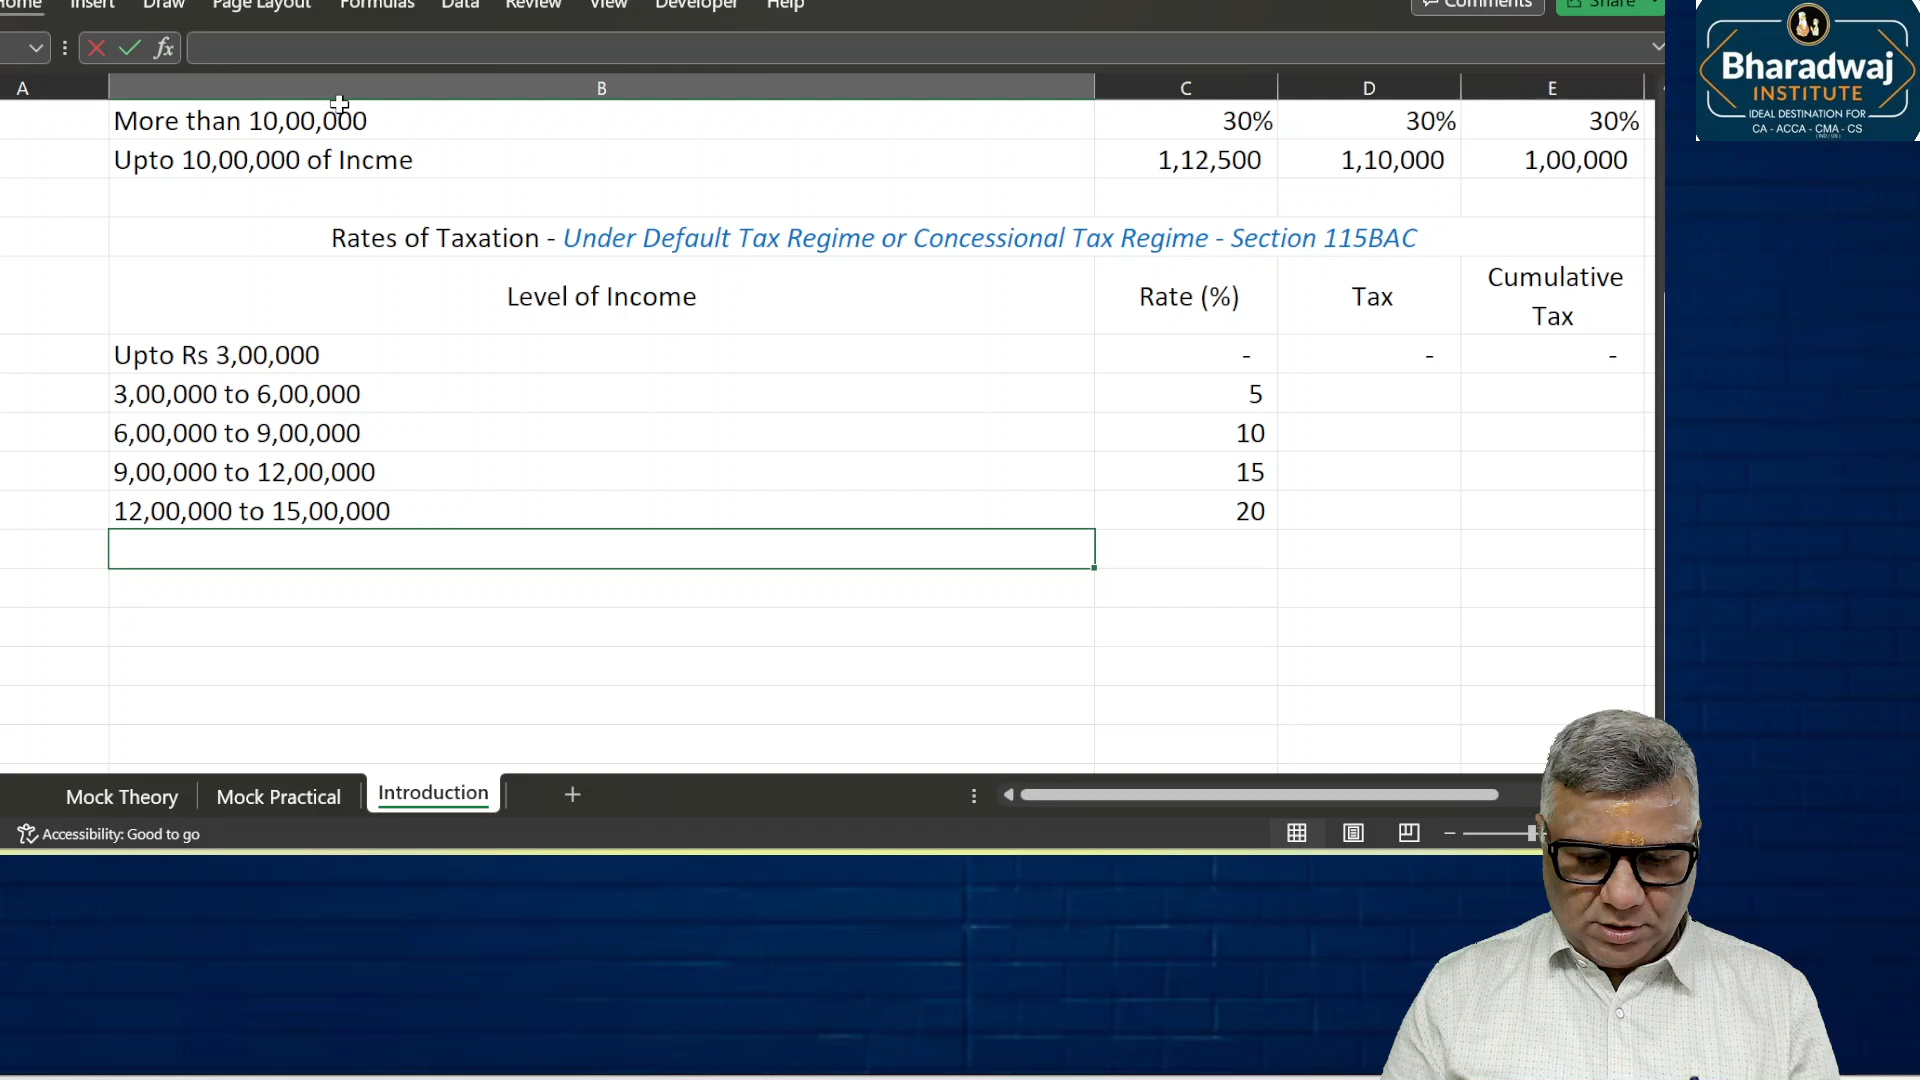 Home Insert Draw Page Layout Formulas Data Review View Developer Help
Comments Share
fx
A B C D E
More than 10,00,000 30% 30% 30%
Upto 10,00,000 of Incme 1,12,500 1,10,000 1,00,000
Rates of Taxation - Under Default Tax Regime or Concessional Tax Regime - Section 115BAC
Level of Income Rate (%) Tax Cumulative Tax
Upto Rs 3,00,000 - - -
3,00,000 to 6,00,000 5
6,00,000 to 9,00,000 10
9,00,000 to 12,00,000 15
12,00,000 to 15,00,000 20
Mock Theory Mock Practical Introduction +
Accessibility: Good to go
Bharadwaj
INSTITUTE
IDEAL DESTINATION FOR
CA - ACCA - CMA - CS